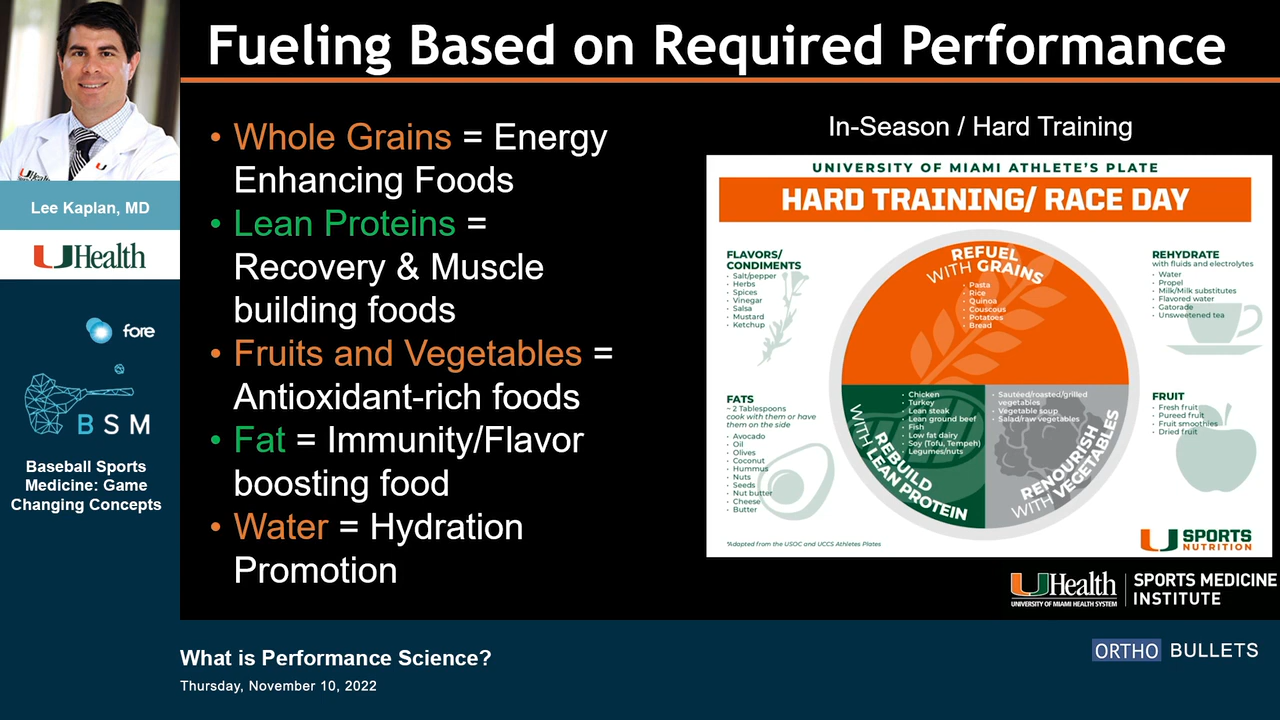 Fueling Based on Required Performance
Lee Kaplan, MD
UHealth
fore
BSM
Baseball Sports
Medicine: Game
Changing Concepts
• Whole Grains = Energy
Enhancing Foods
• Lean Proteins =
Recovery & Muscle
building foods
• Fruits and Vegetables =
Antioxidant-rich foods
• Fat = Immunity/Flavor
boosting food
• Water = Hydration
Promotion
In-Season / Hard Training
UNIVERSITY OF MIAMI ATHLETE'S PLATE
HARD TRAINING/ RACE DAY
FLAVORS/
CONDIMENTS
• Salt/pepper
• Herbs
• Spices
• Vinegar
• Salsa
• Mustard
• Ketchup
FATS
~ 2 Tablespoons
cook with them or have
them on the side
• Avocado
• Oil
• Olives
• Coconut
• Hummus
• Nuts
• Seeds
• Nut butter
• Cheese
• Butter
REFUEL
WITH GRAINS
• Pasta
• Rice
• Quinoa
• Couscous
• Potatoes
• Bread
• Chicken
• Turkey
• Lean steak
• Lean ground beef
• Fish
• Low fat dairy
• Soy (Tofu, Tempeh)
• Legumes/nuts
REBUILD
WITH LEAN PROTEIN
• Sautéed/roasted/grilled
vegetables
• Vegetable soup
• Salad/raw vegetables
RENOURISH
WITH VEGETABLES
REHYDRATE
with fluids and electrolytes
• Water
• Propel
• Milk/Milk substitutes
• Flavored water
• Gatorade
• Unsweetened tea
FRUIT
• Fresh fruit
• Pureed fruit
• Fruit smoothies
• Dried fruit
*Adapted from the USOC and UCCS Athletes Plates
U SPORTS
NUTRITION
UHealth
UNIVERSITY OF MIAMI HEALTH SYSTEM
SPORTS MEDICINE
INSTITUTE
What is Performance Science?
Thursday, November 10, 2022
ORTHO BULLETS